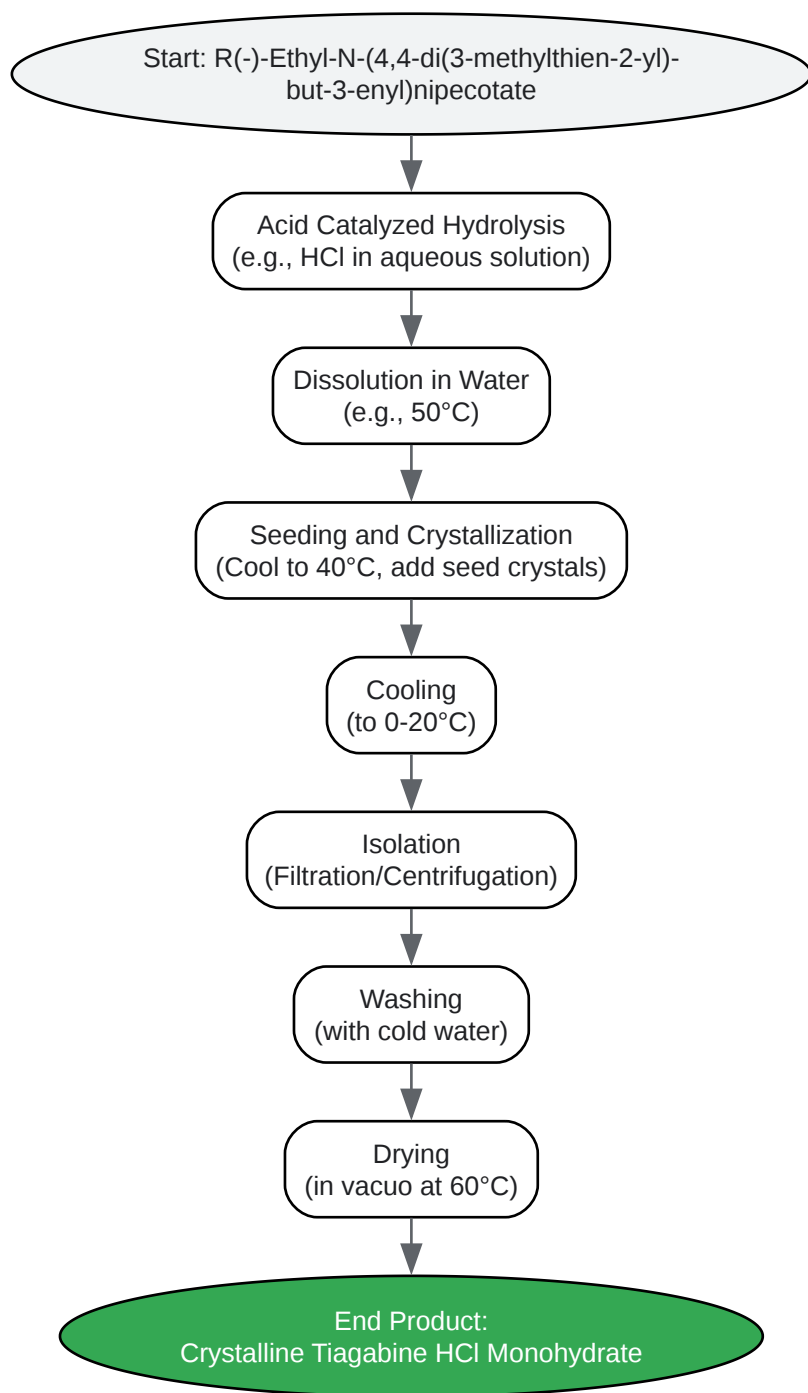 Start: R(-)-Ethyl-N-(4,4-di(3-methylthien-2-yl)-
but-3-enyl)nipecotate
Acid Catalyzed Hydrolysis
(e.g., HCl in aqueous solution)
Dissolution in Water
(e.g., 50°C)
Seeding and Crystallization
(Cool to 40°C, add seed crystals)
Cooling
(to 0-20°C)
Isolation
(Filtration/Centrifugation)
Washing
(with cold water)
Drying
(in vacuo at 60°C)
End Product:
Crystalline Tiagabine HCl Monohydrate